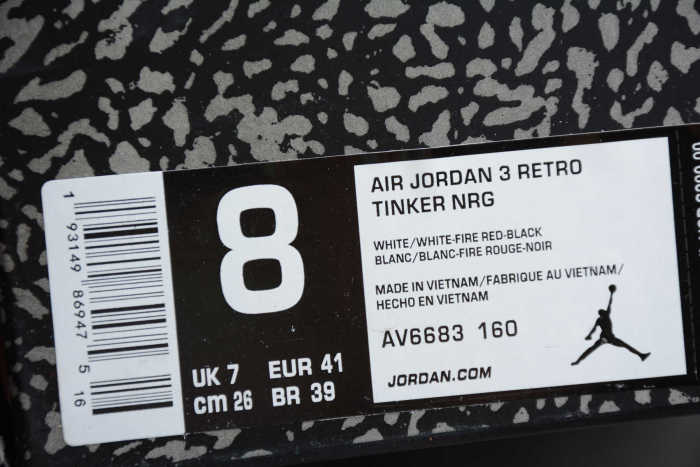 1 93149 86947 5 16
8
UK 7 EUR 41
CM 26 BR 39
AIR JORDAN 3 RETRO
TINKER NRG
WHITE/WHITE-FIRE RED-BLACK
BLANC/BLANC-FIRE ROUGE-NOIR
MADE IN VIETNAM/FABRIQUE AU VIETNAM/
HECHO EN VIETNAM
AV6683 160
JORDAN.COM